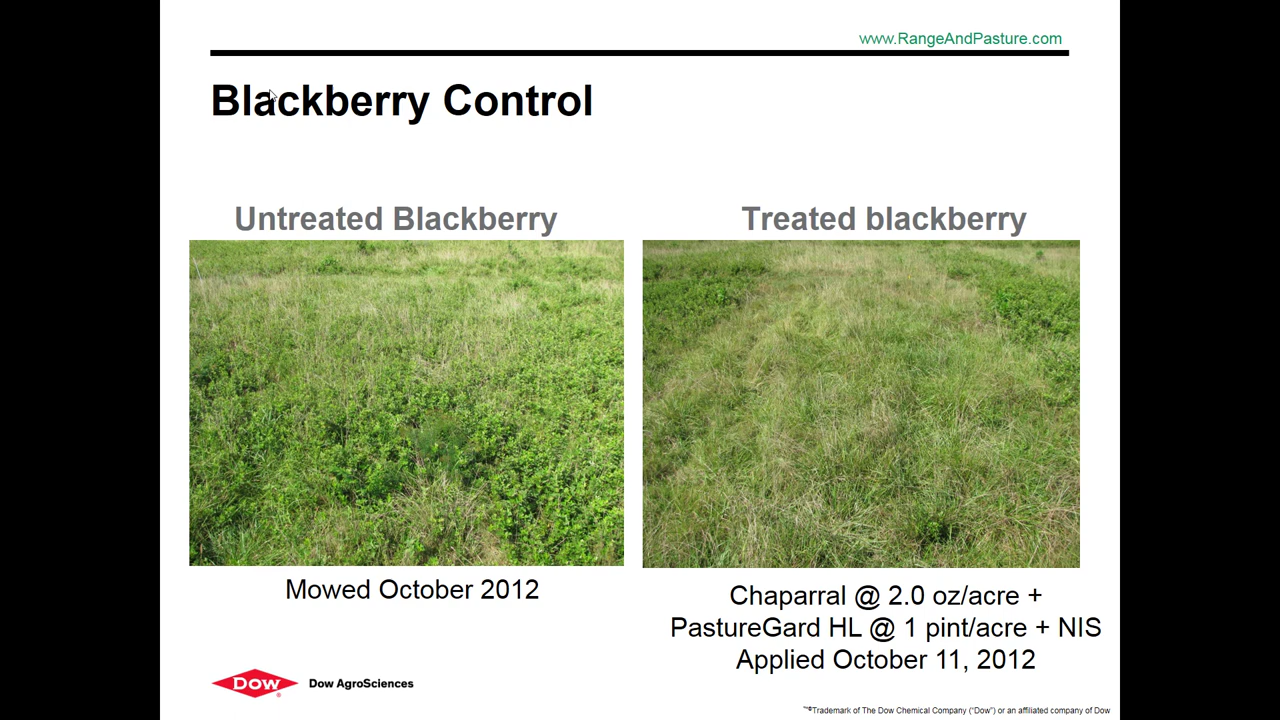 www.RangeAndPasture.com
Blackberry Control
Untreated Blackberry
Treated blackberry
Mowed October 2012
Chaparral @ 2.0 oz/acre +
PastureGard HL @ 1 pint/acre + NIS
Applied October 11, 2012
Dow
Dow AgroSciences
™®Trademark of The Dow Chemical Company ("Dow") or an affiliated company of Dow